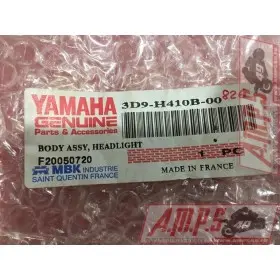 YAMAHA
GENUINE
Parts & Accessories
3D9-H410B-00
82€
BODY ASSY, HEADLIGHT
F20050720
1 PC
MBK INDUSTRIE
SAINT QUENTIN FRANCE
MADE IN FRANCE
A.M.P.S
A.M.P.S